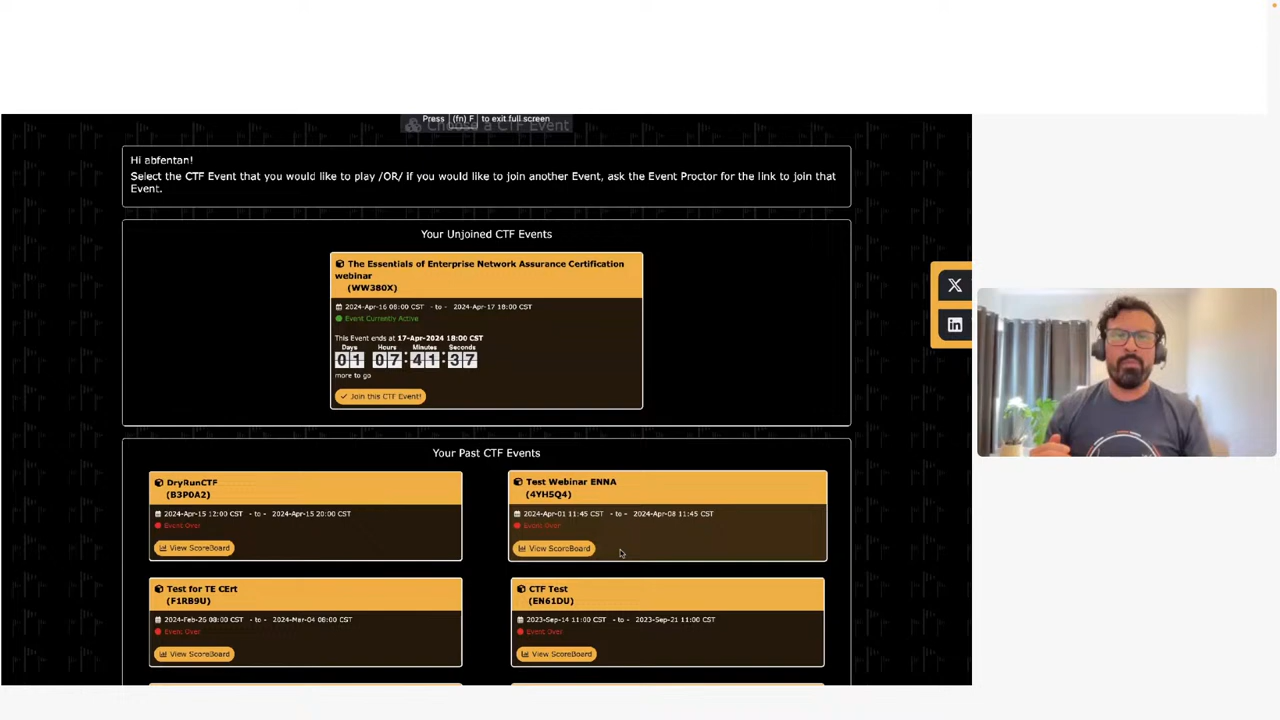 Press (fn) F to exit full screen
Choose a CTF Event
Hi abfentan!
Select the CTF Event that you would like to play /OR/ if you would like to join another Event, ask the Event Proctor for the link to join that
Event.
Your Unjoined CTF Events
The Essentials of Enterprise Network Assurance Certification
webinar
(WW380X)
2024-Apr-16 08:00 CST - to - 2024-Apr-17 18:00 CST
Event Currently Active
This Event ends at 17-Apr-2024 18:00 CST
Days Hours Minutes Seconds
01 07:41:37
more to go
Join this CTF Event!
Your Past CTF Events
DryRunCTF
(B3P0A2)
2024-Apr-15 12:00 CST - to - 2024-Apr-15 20:00 CST
Event Over
View ScoreBoard
Test Webinar ENNA
(4YH5Q4)
2024-Apr-01 11:45 CST - to - 2024-Apr-08 11:45 CST
Event Over
View ScoreBoard
Test for TE CErt
(F1RB9U)
2024-Feb-26 08:00 CST - to - 2024-Mar-04 08:00 CST
Event Over
View ScoreBoard
CTF Test
(EN61DU)
2023-Sep-14 11:00 CST - to - 2023-Sep-21 11:00 CST
Event Over
View ScoreBoard
X
in